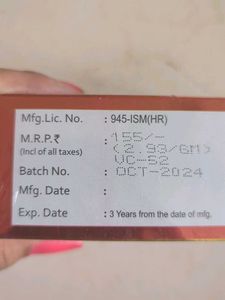 Mfg.Lic. No. : 945-ISM(HR)
M.R.P.₹ : 155/-
(Incl of all taxes) (2.93/GM)
VC-62
Batch No. : OCT-2024
Mfg. Date :
Exp. Date : 3 Years from the date of mfg.